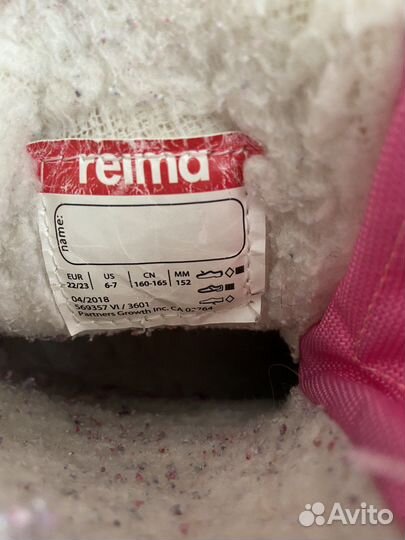 reima
name:
EUR US CN MM
22/23 6-7 160-165 152
04/2018
569357 VI / 3601
Partners Growth Inc. CA 02764
Avito